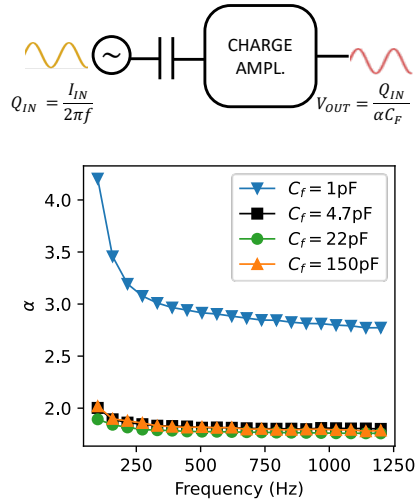 ~
CHARGE
AMPL.
Q_IN = I_IN / 2πf
V_OUT = Q_IN / αC_F
4.0
3.5
3.0
2.5
2.0
α
C_f = 1pF
C_f = 4.7pF
C_f = 22pF
C_f = 150pF
250 500 750 1000 1250
Frequency (Hz)